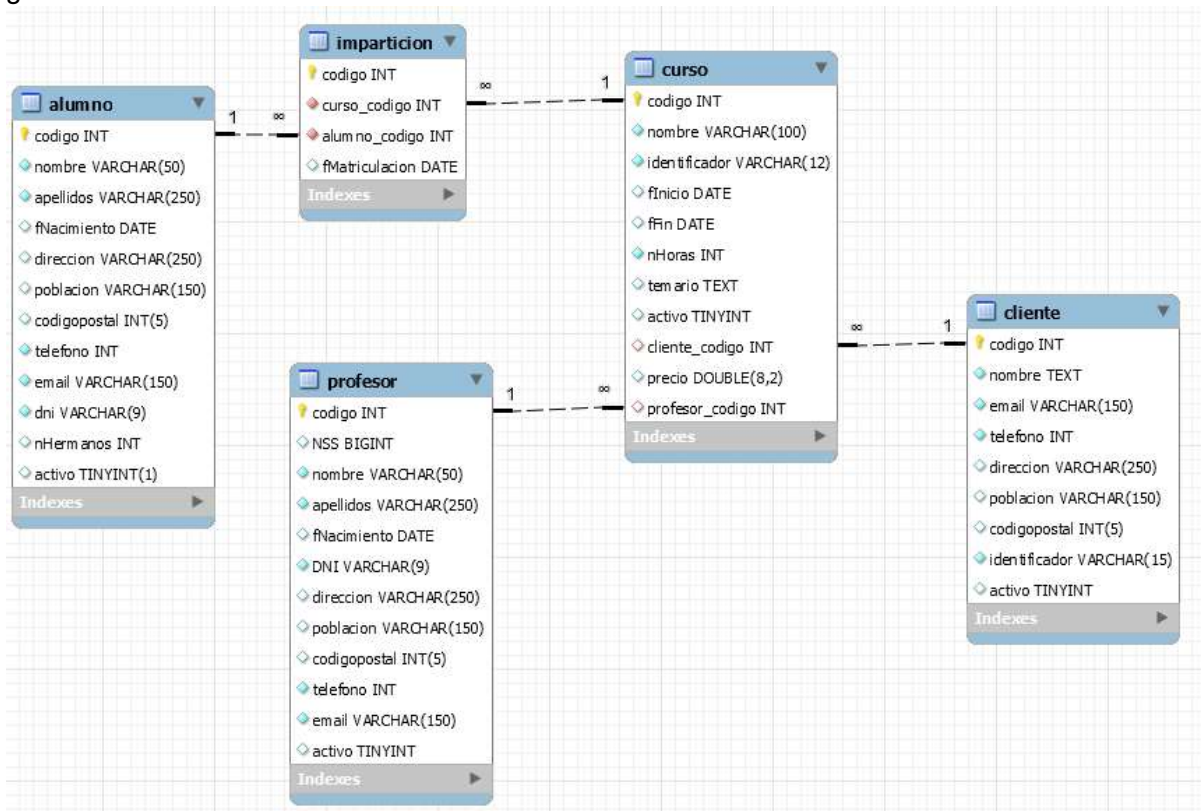 g
imparticion
codigo INT
curso_codigo INT
alumno_codigo INT
fMatriculacion DATE
Indexes
alumno
codigo INT
nombre VARCHAR(50)
apellidos VARCHAR(250)
fNacimiento DATE
direccion VARCHAR(250)
poblacion VARCHAR(150)
codigopostal INT(5)
telefono INT
email VARCHAR(150)
dni VARCHAR(9)
nHermanos INT
activo TINYINT(1)
Indexes
1 ∞
∞ 1
curso
codigo INT
nombre VARCHAR(100)
identificador VARCHAR(12)
fInicio DATE
fFin DATE
nHoras INT
temario TEXT
activo TINYINT
cliente_codigo INT
precio DOUBLE(8,2)
profesor_codigo INT
Indexes
∞ 1
cliente
codigo INT
nombre TEXT
email VARCHAR(150)
telefono INT
direccion VARCHAR(250)
poblacion VARCHAR(150)
codigopostal INT(5)
identificador VARCHAR(15)
activo TINYINT
Indexes
profesor
codigo INT
NSS BIGINT
nombre VARCHAR(50)
apellidos VARCHAR(250)
fNacimiento DATE
DNI VARCHAR(9)
direccion VARCHAR(250)
poblacion VARCHAR(150)
codigopostal INT(5)
telefono INT
email VARCHAR(150)
activo TINYINT
Indexes
1 ∞